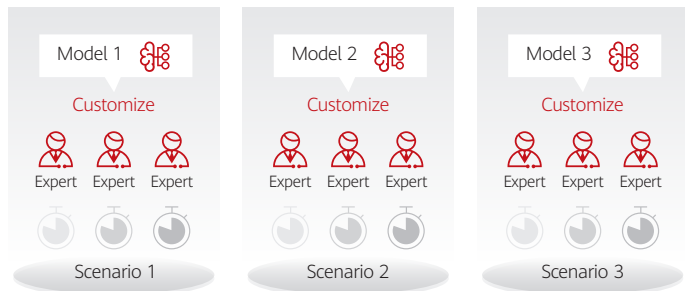 Model 1
Customize
Expert Expert Expert
Scenario 1
Model 2
Customize
Expert Expert Expert
Scenario 2
Model 3
Customize
Expert Expert Expert
Scenario 3